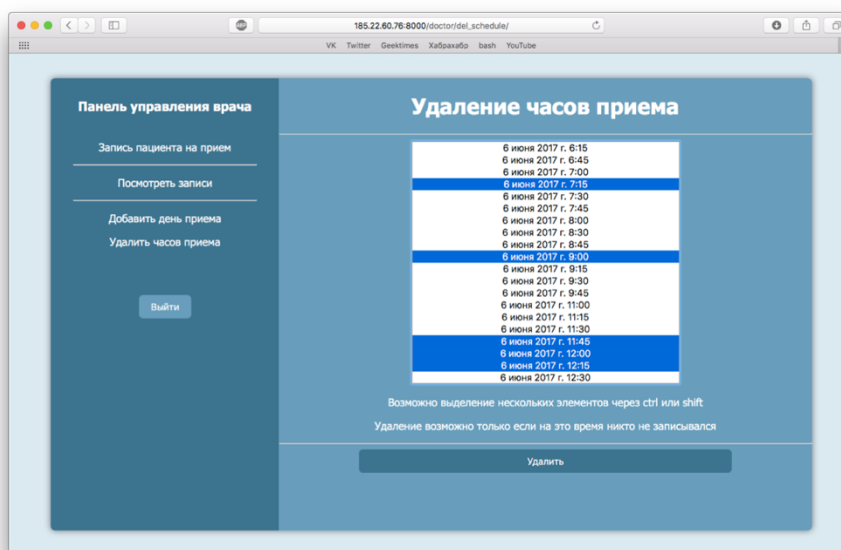 185.22.60.76:8000/doctor/del_schedule/
VK Twitter Geektimes Хабрахабр bash YouTube
Панель управления врача
Запись пациента на прием
Посмотреть записи
Добавить день приема
Удалить часов приема
Выйти
Удаление часов приема
6 июня 2017 г. 6:15
6 июня 2017 г. 6:45
6 июня 2017 г. 7:00
6 июня 2017 г. 7:15
6 июня 2017 г. 7:30
6 июня 2017 г. 7:45
6 июня 2017 г. 8:00
6 июня 2017 г. 8:30
6 июня 2017 г. 8:45
6 июня 2017 г. 9:00
6 июня 2017 г. 9:15
6 июня 2017 г. 9:30
6 июня 2017 г. 9:45
6 июня 2017 г. 11:00
6 июня 2017 г. 11:15
6 июня 2017 г. 11:30
6 июня 2017 г. 11:45
6 июня 2017 г. 12:00
6 июня 2017 г. 12:15
6 июня 2017 г. 12:30
Возможно выделение нескольких элементов через ctrl или shift
Удаление возможно только если на это время никто не записывался
Удалить